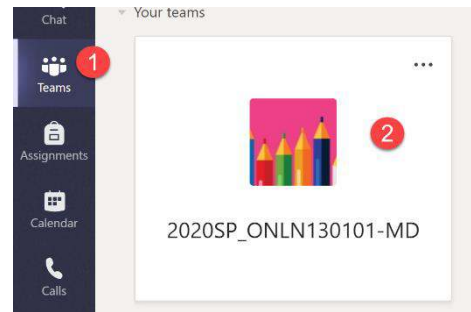 Chat
Your teams
1
Teams
...
2
Assignments
Calendar
2020SP_ONLN130101-MD
Calls